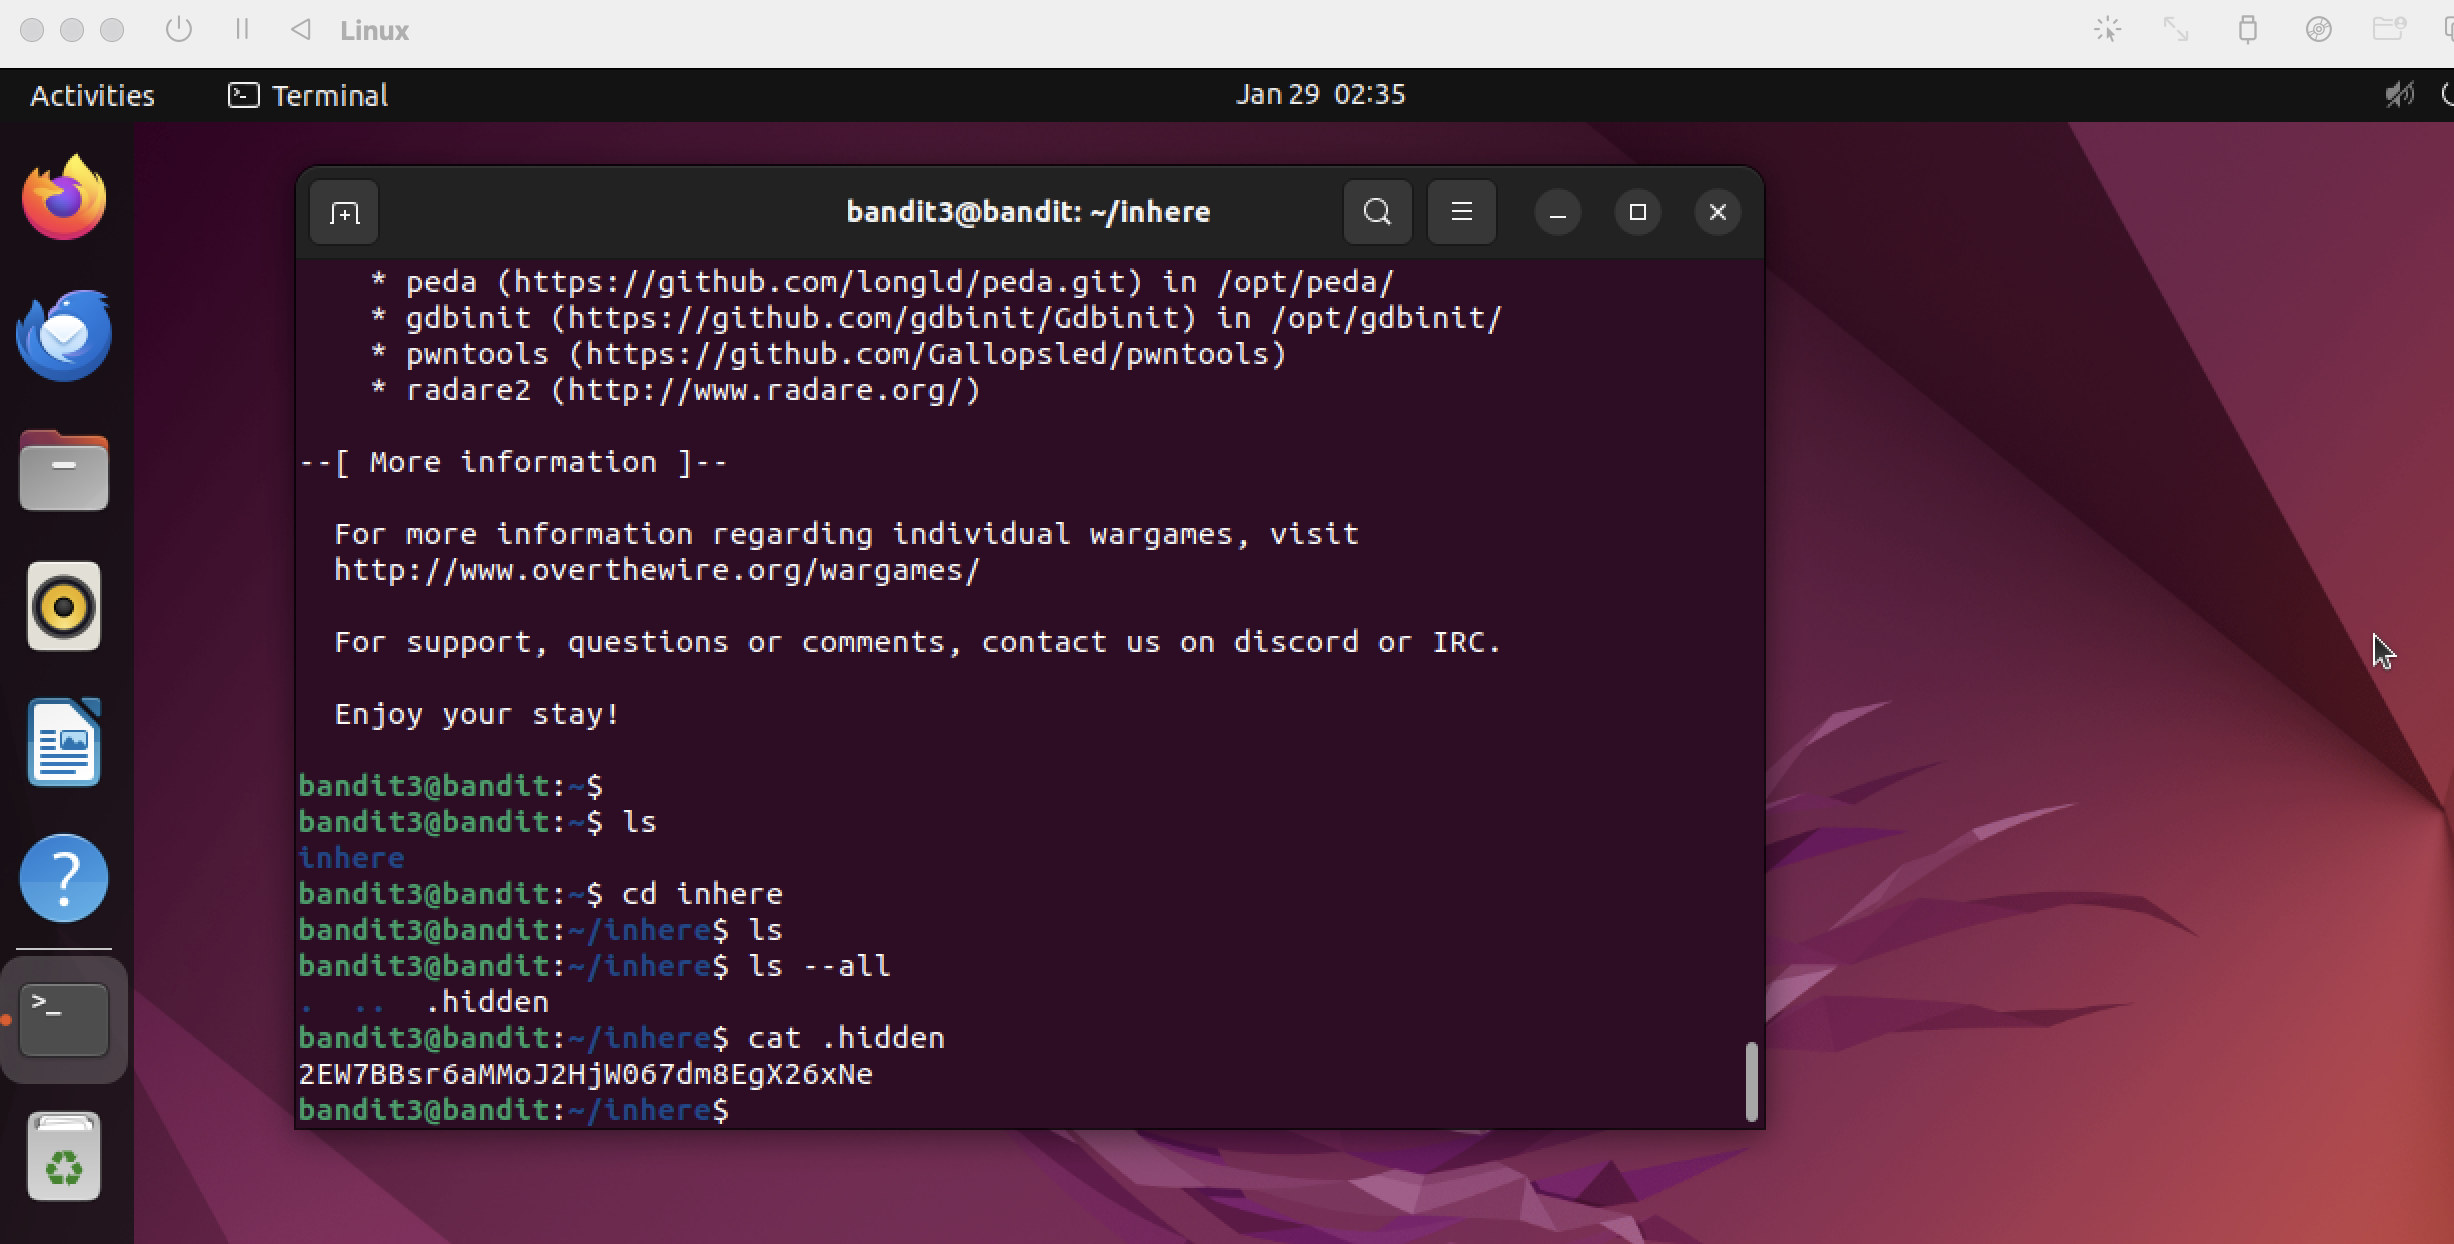 Linux
Activities
Terminal
Jan 29 02:35
bandit3@bandit: ~/inhere
* peda (https://github.com/longld/peda.git) in /opt/peda/
* gdbinit (https://github.com/gdbinit/Gdbinit) in /opt/gdbinit/
* pwntools (https://github.com/Gallopsled/pwntools)
* radare2 (http://www.radare.org/)
--[ More information ]--
For more information regarding individual wargames, visit
http://www.overthewire.org/wargames/
For support, questions or comments, contact us on discord or IRC.
Enjoy your stay!
bandit3@bandit:~$
bandit3@bandit:~$ ls
inhere
bandit3@bandit:~$ cd inhere
bandit3@bandit:~/inhere$ ls
bandit3@bandit:~/inhere$ ls --all
.  ..  .hidden
bandit3@bandit:~/inhere$ cat .hidden
2EW7BBsr6aMMoJ2HjW067dm8EgX26xNe
bandit3@bandit:~/inhere$